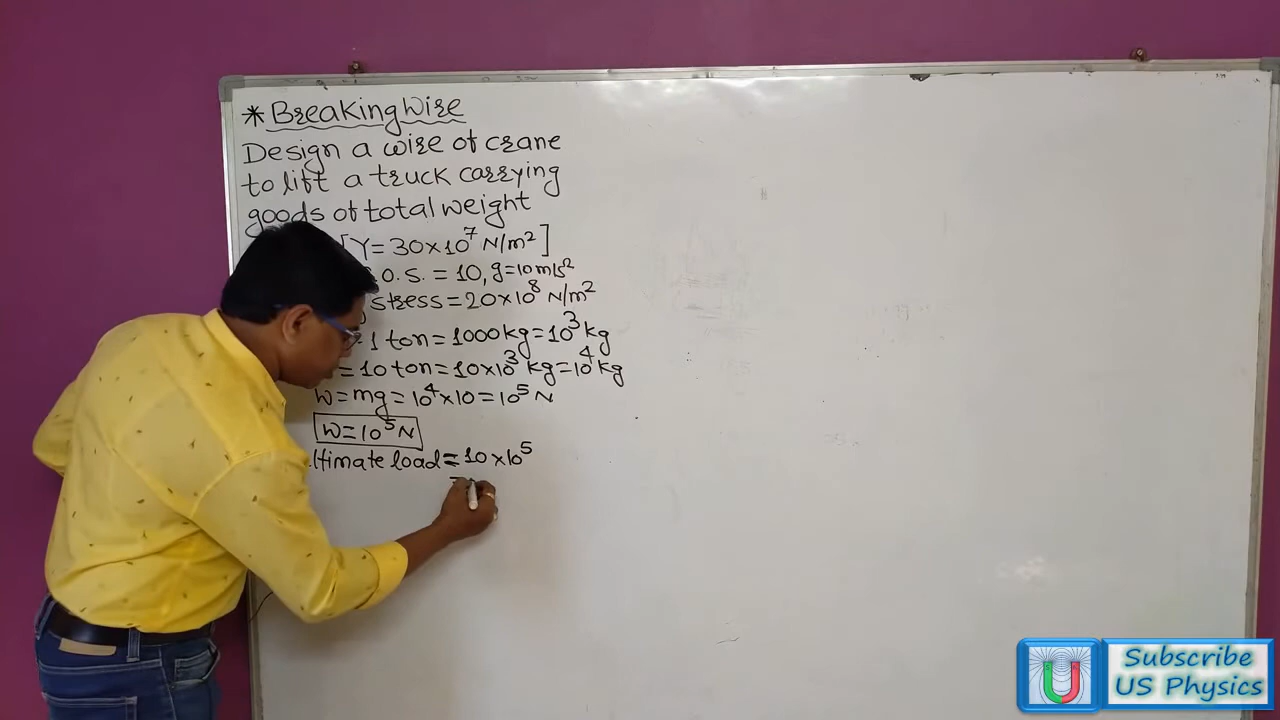 * Breaking Wire
Design a wire of crane
to lift a truck carrying
goods of total weight
[Y = 30×10⁷ N/m²]
.O.S. = 10, g=10 m/s²
stress = 20×10⁸ N/m²
1 ton = 1000 kg = 10³ kg
= 10 ton = 10×10³ kg = 10⁴ kg
W = mg = 10⁴×10 = 10⁵ N
W = 10⁵ N
ltimate load = 10 ×10⁵
Subscribe
US Physics